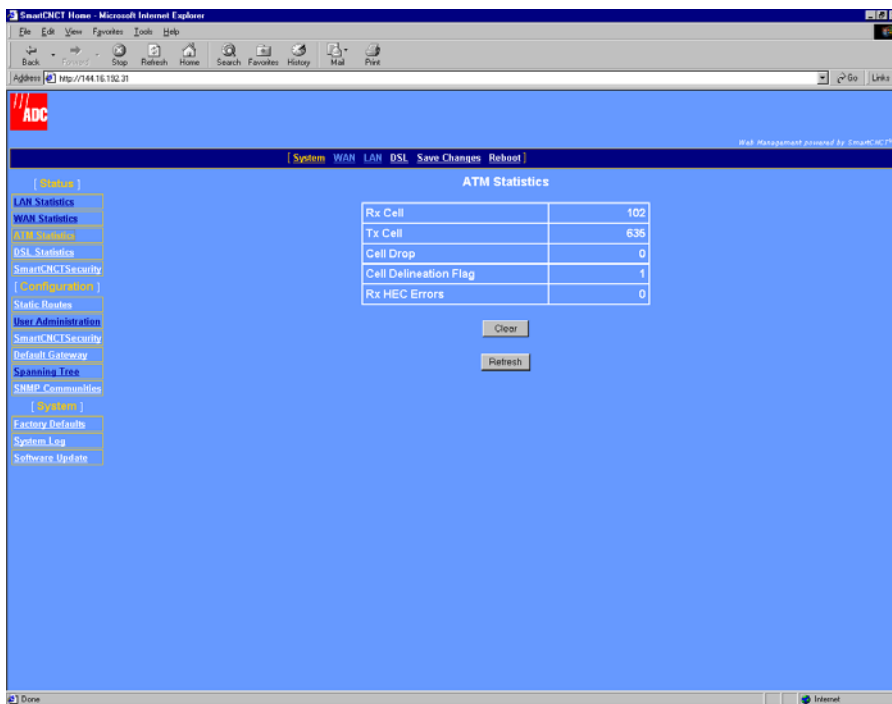 SmartCNCT Home - Microsoft Internet Explorer
File Edit View Favorites Tools Help
Back Forward Stop Refresh Home Search Favorites History Mail Print
Address http://144.16.192.31 Go Links
ADC
Web Management powered by SmartCNCT
[ System WAN LAN DSL Save Changes Reboot ]
[ Status ]
LAN Statistics
WAN Statistics
ATM Statistics
DSL Statistics
SmartCNCTSecurity
[ Configuration ]
Static Routes
User Administration
SmartCNCTSecurity
Default Gateway
Spanning Tree
SNMP Communities
[ System ]
Factory Defaults
System Log
Software Update
ATM Statistics
Rx Cell 102
Tx Cell 636
Cell Drop 0
Cell Delineation Flag 1
Rx HEC Errors 0
Clear
Refresh
Done Internet